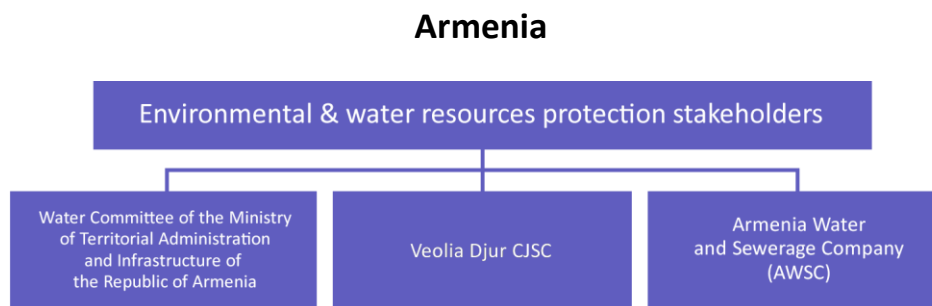 Armenia
Environmental & water resources protection stakeholders
Water Committee of the Ministry
of Territorial Administration
and Infrastructure of
the Republic of Armenia
Veolia Djur CJSC
Armenia Water
and Sewerage Company
(AWSC)